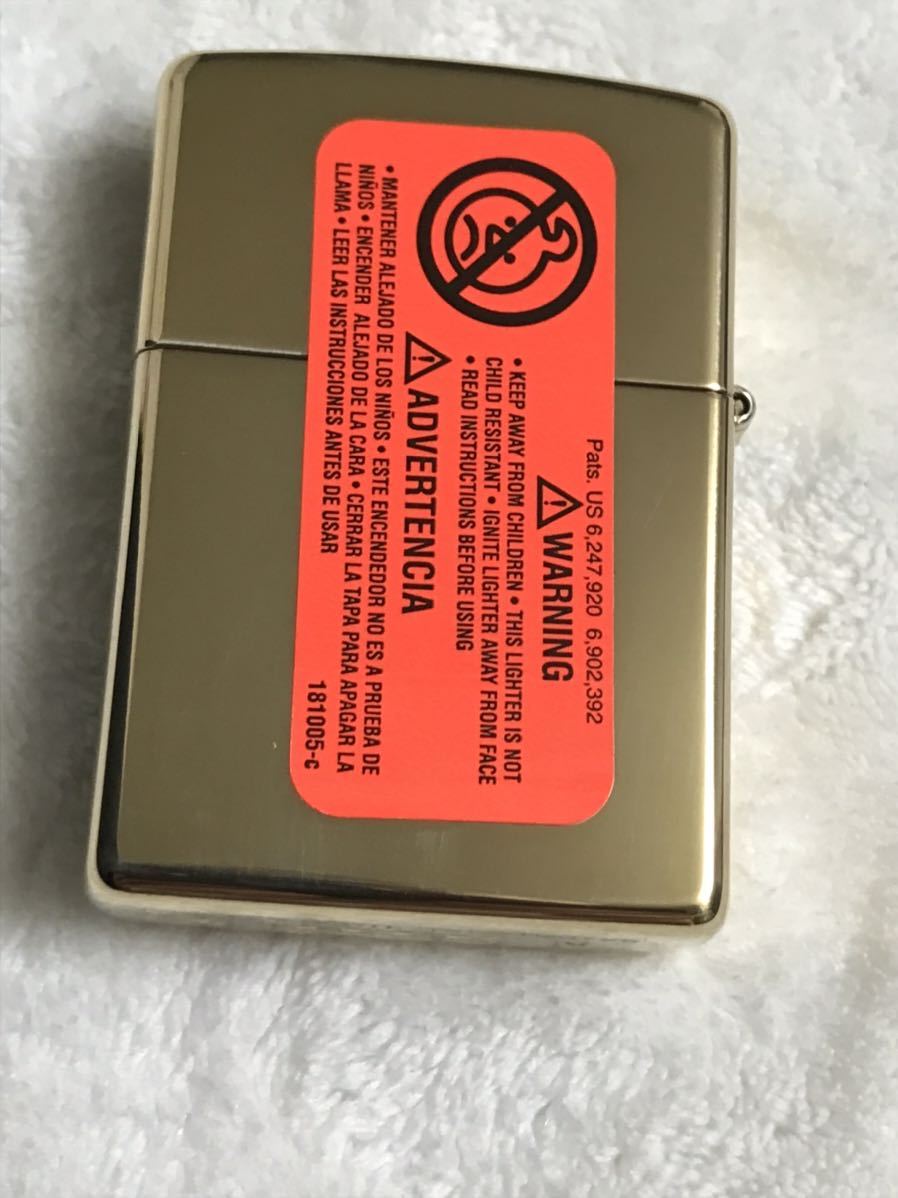 Pats. US 6,247,920 6,902,392
WARNING
• KEEP AWAY FROM CHILDREN • THIS LIGHTER IS NOT
CHILD RESISTANT • IGNITE LIGHTER AWAY FROM FACE
• READ INSTRUCTIONS BEFORE USING
ADVERTENCIA
• MANTENER ALEJADO DE LOS NIÑOS • ESTE ENCENDEDOR NO ES A PRUEBA DE
NIÑOS • ENCENDER ALEJADO DE LA CARA • CERRAR LA TAPA PARA APAGAR LA
LLAMA • LEER LAS INSTRUCCIONES ANTES DE USAR
181005-c